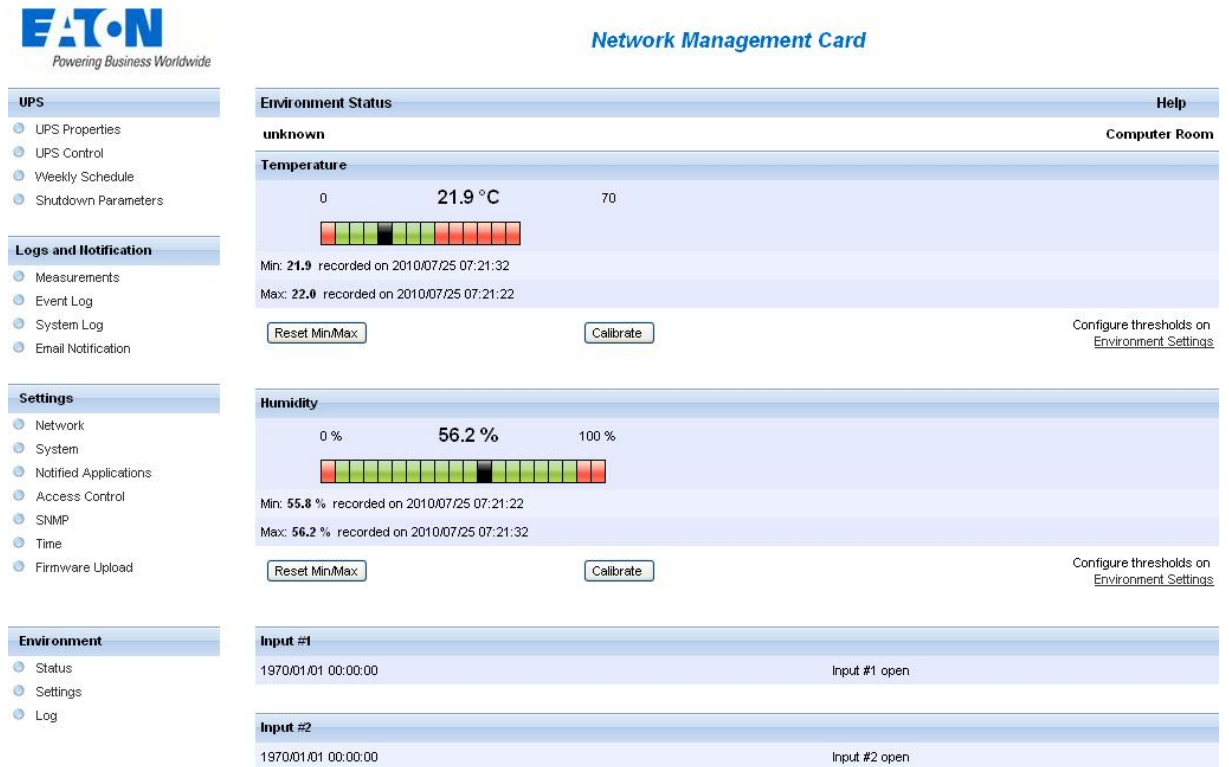 EATON
Powering Business Worldwide
Network Management Card
UPS
UPS Properties
UPS Control
Weekly Schedule
Shutdown Parameters
Logs and Notification
Measurements
Event Log
System Log
Email Notification
Settings
Network
System
Notified Applications
Access Control
SNMP
Time
Firmware Upload
Environment
Status
Settings
Log
Environment Status Help
unknown Computer Room
Temperature
0 21.9 °C 70
Min: 21.9 recorded on 2010/07/25 07:21:32
Max: 22.0 recorded on 2010/07/25 07:21:22
Reset Min/Max Calibrate Configure thresholds on
Environment Settings
Humidity
0 % 56.2 % 100 %
Min: 55.8 % recorded on 2010/07/25 07:21:22
Max: 56.2 % recorded on 2010/07/25 07:21:32
Reset Min/Max Calibrate Configure thresholds on
Environment Settings
Input #1
1970/01/01 00:00:00 Input #1 open
Input #2
1970/01/01 00:00:00 Input #2 open